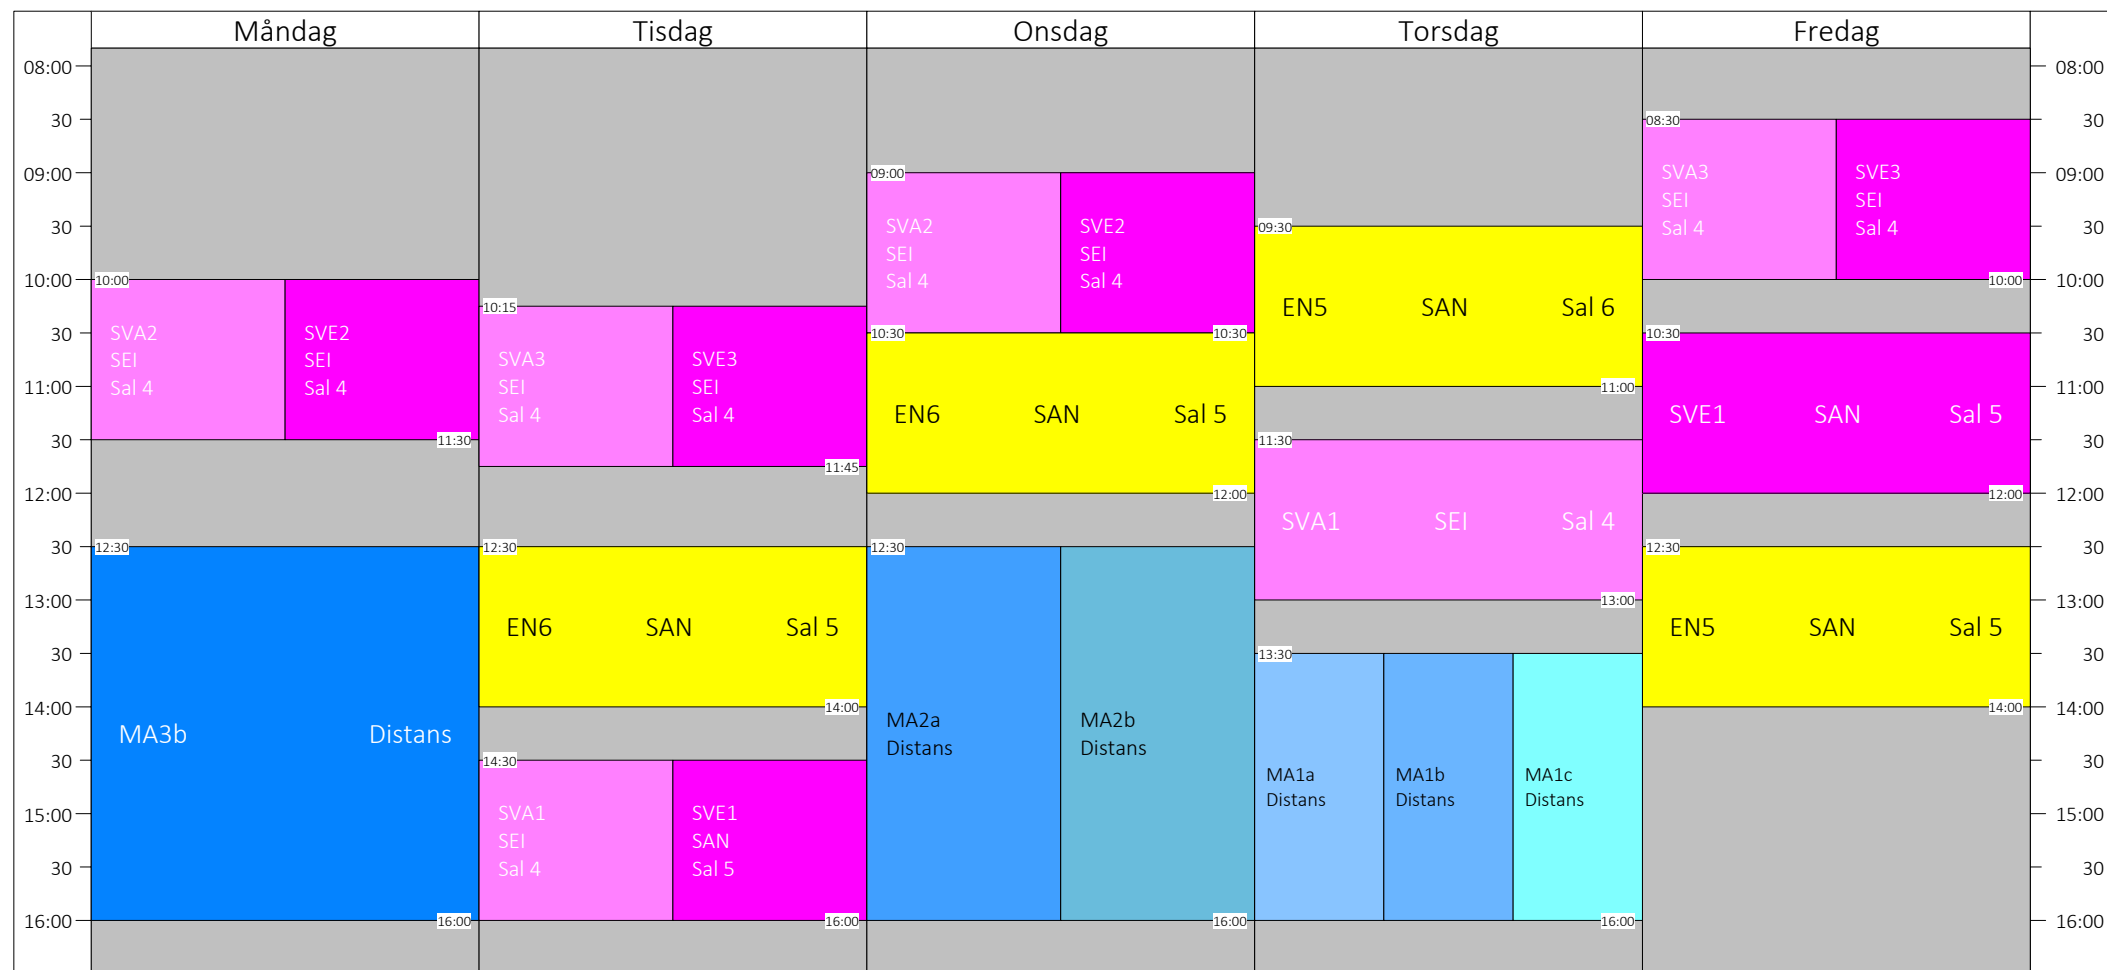 Måndag Tisdag Onsdag Torsdag Fredag
08:00 08:00
30 08:30 30
09:00 09:00 SVA3 SVE3 09:00
SEI SEI
30 SVA2 SVE2 09:30 Sal 4 Sal 4 30
SEI SEI
10:00 10:00 Sal 4 Sal 4 10:00 10:00
10:15 EN5 SAN Sal 6
30 SVA2 SVE2 10:30 10:30 10:30 30
SEI SEI SVA3 SVE3
11:00 Sal 4 Sal 4 SEI SEI 11:00 11:00
Sal 4 Sal 4 EN6 SAN Sal 5 SVE1 SAN Sal 5
30 11:30 11:30 30
11:45
12:00 12:00 12:00 12:00
SVA1 SEI Sal 4
30 12:30 12:30 12:30 12:30 30
13:00 13:00 13:00
EN6 SAN Sal 5 EN5 SAN Sal 5
30 13:30 30
14:00 14:00 14:00 14:00
MA3b Distans MA2a MA2b
Distans Distans
30 14:30 30
MA1a MA1b MA1c
15:00 SVA1 SVE1 Distans Distans Distans 15:00
SEI SAN
30 Sal 4 Sal 5 30
16:00 16:00 16:00 16:00 16:00 16:00